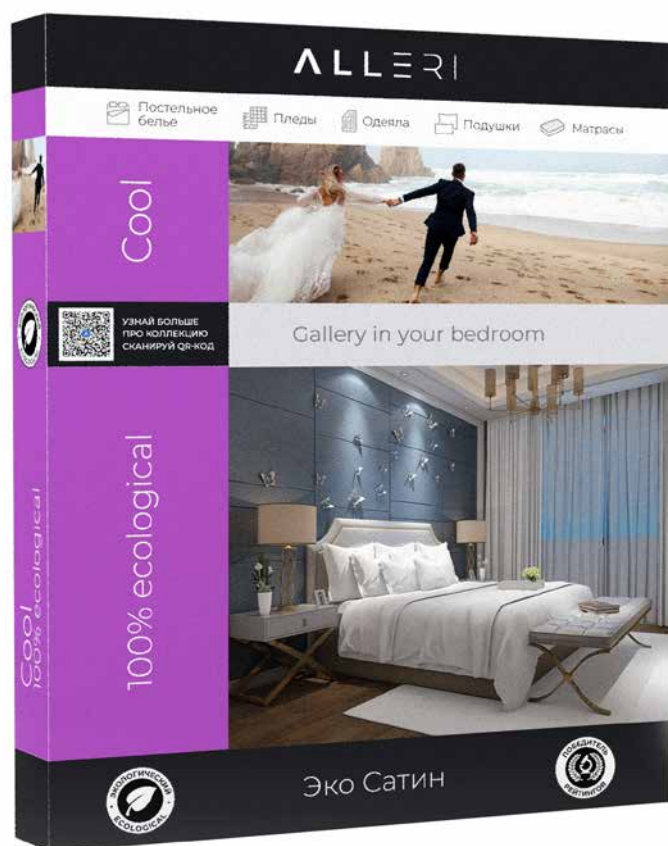 ALLERI
Постельное
белье
Пледы
Одеяла
Подушки
Матрасы
Cool
УЗНАЙ БОЛЬШЕ
ПРО КОЛЛЕКЦИЮ
СКАНИРУЙ QR-КОД
Gallery in your bedroom
100% ecological
Cool
100% ecological
ЭКОЛОГИЧЕСКИЙ
ECOLOGICAL
Эко Сатин
ПОБЕДИТЕЛЬ
РЕЙТИНГОВ